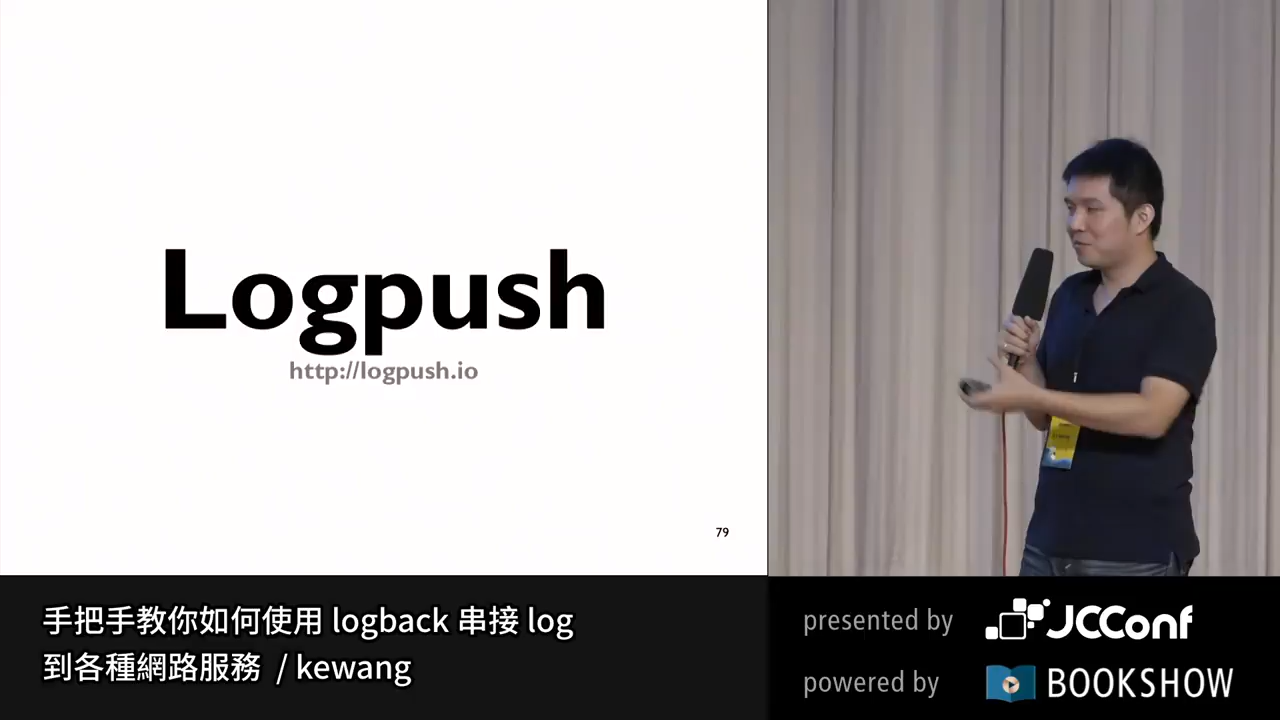 Logpush
http://logpush.io
79
手把手教你如何使用 logback 串接 log
到各種網路服務 / kewang
presented by JCConf
powered by BOOKSHOW